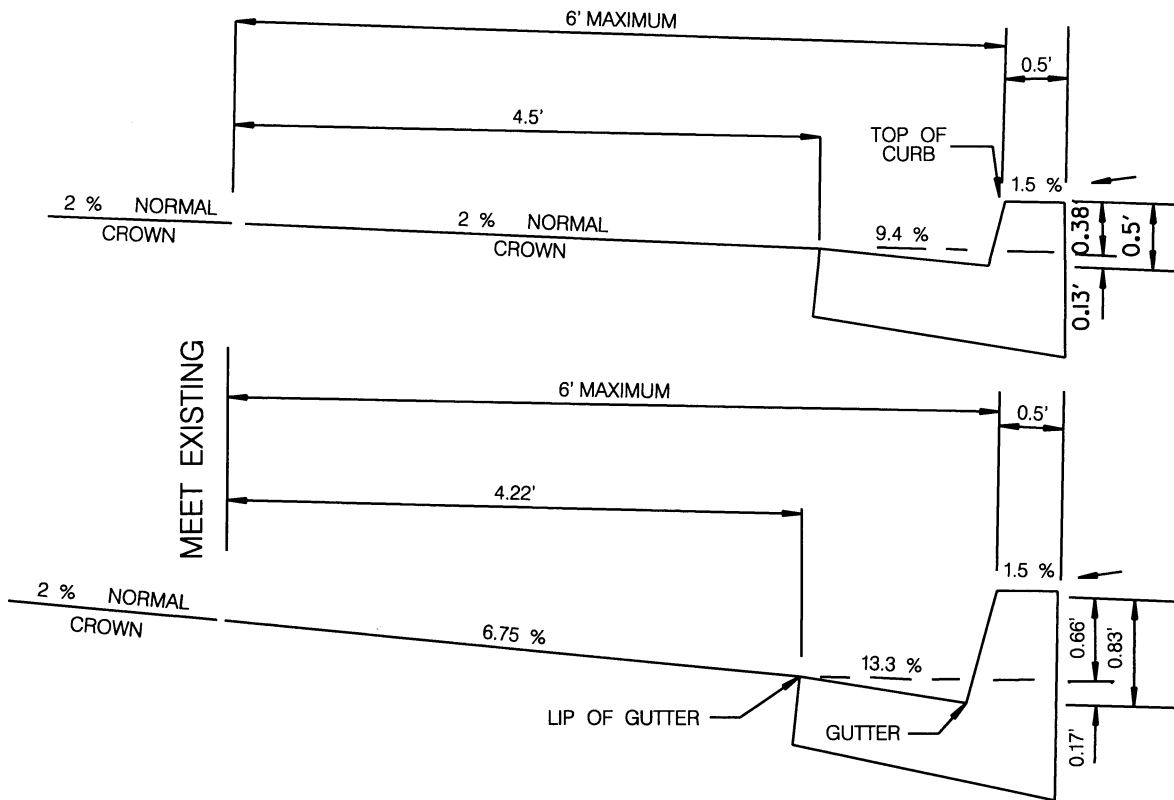 6' MAXIMUM
0.5'
4.5'
TOP OF
CURB
1.5 %
2 % NORMAL
CROWN
2 % NORMAL
CROWN
9.4 %
0.38'
0.5'
0.13'
MEET EXISTING
6' MAXIMUM
0.5'
4.22'
1.5 %
2 % NORMAL
CROWN
6.75 %
13.3 %
0.66'
0.83'
LIP OF GUTTER
GUTTER
0.17'